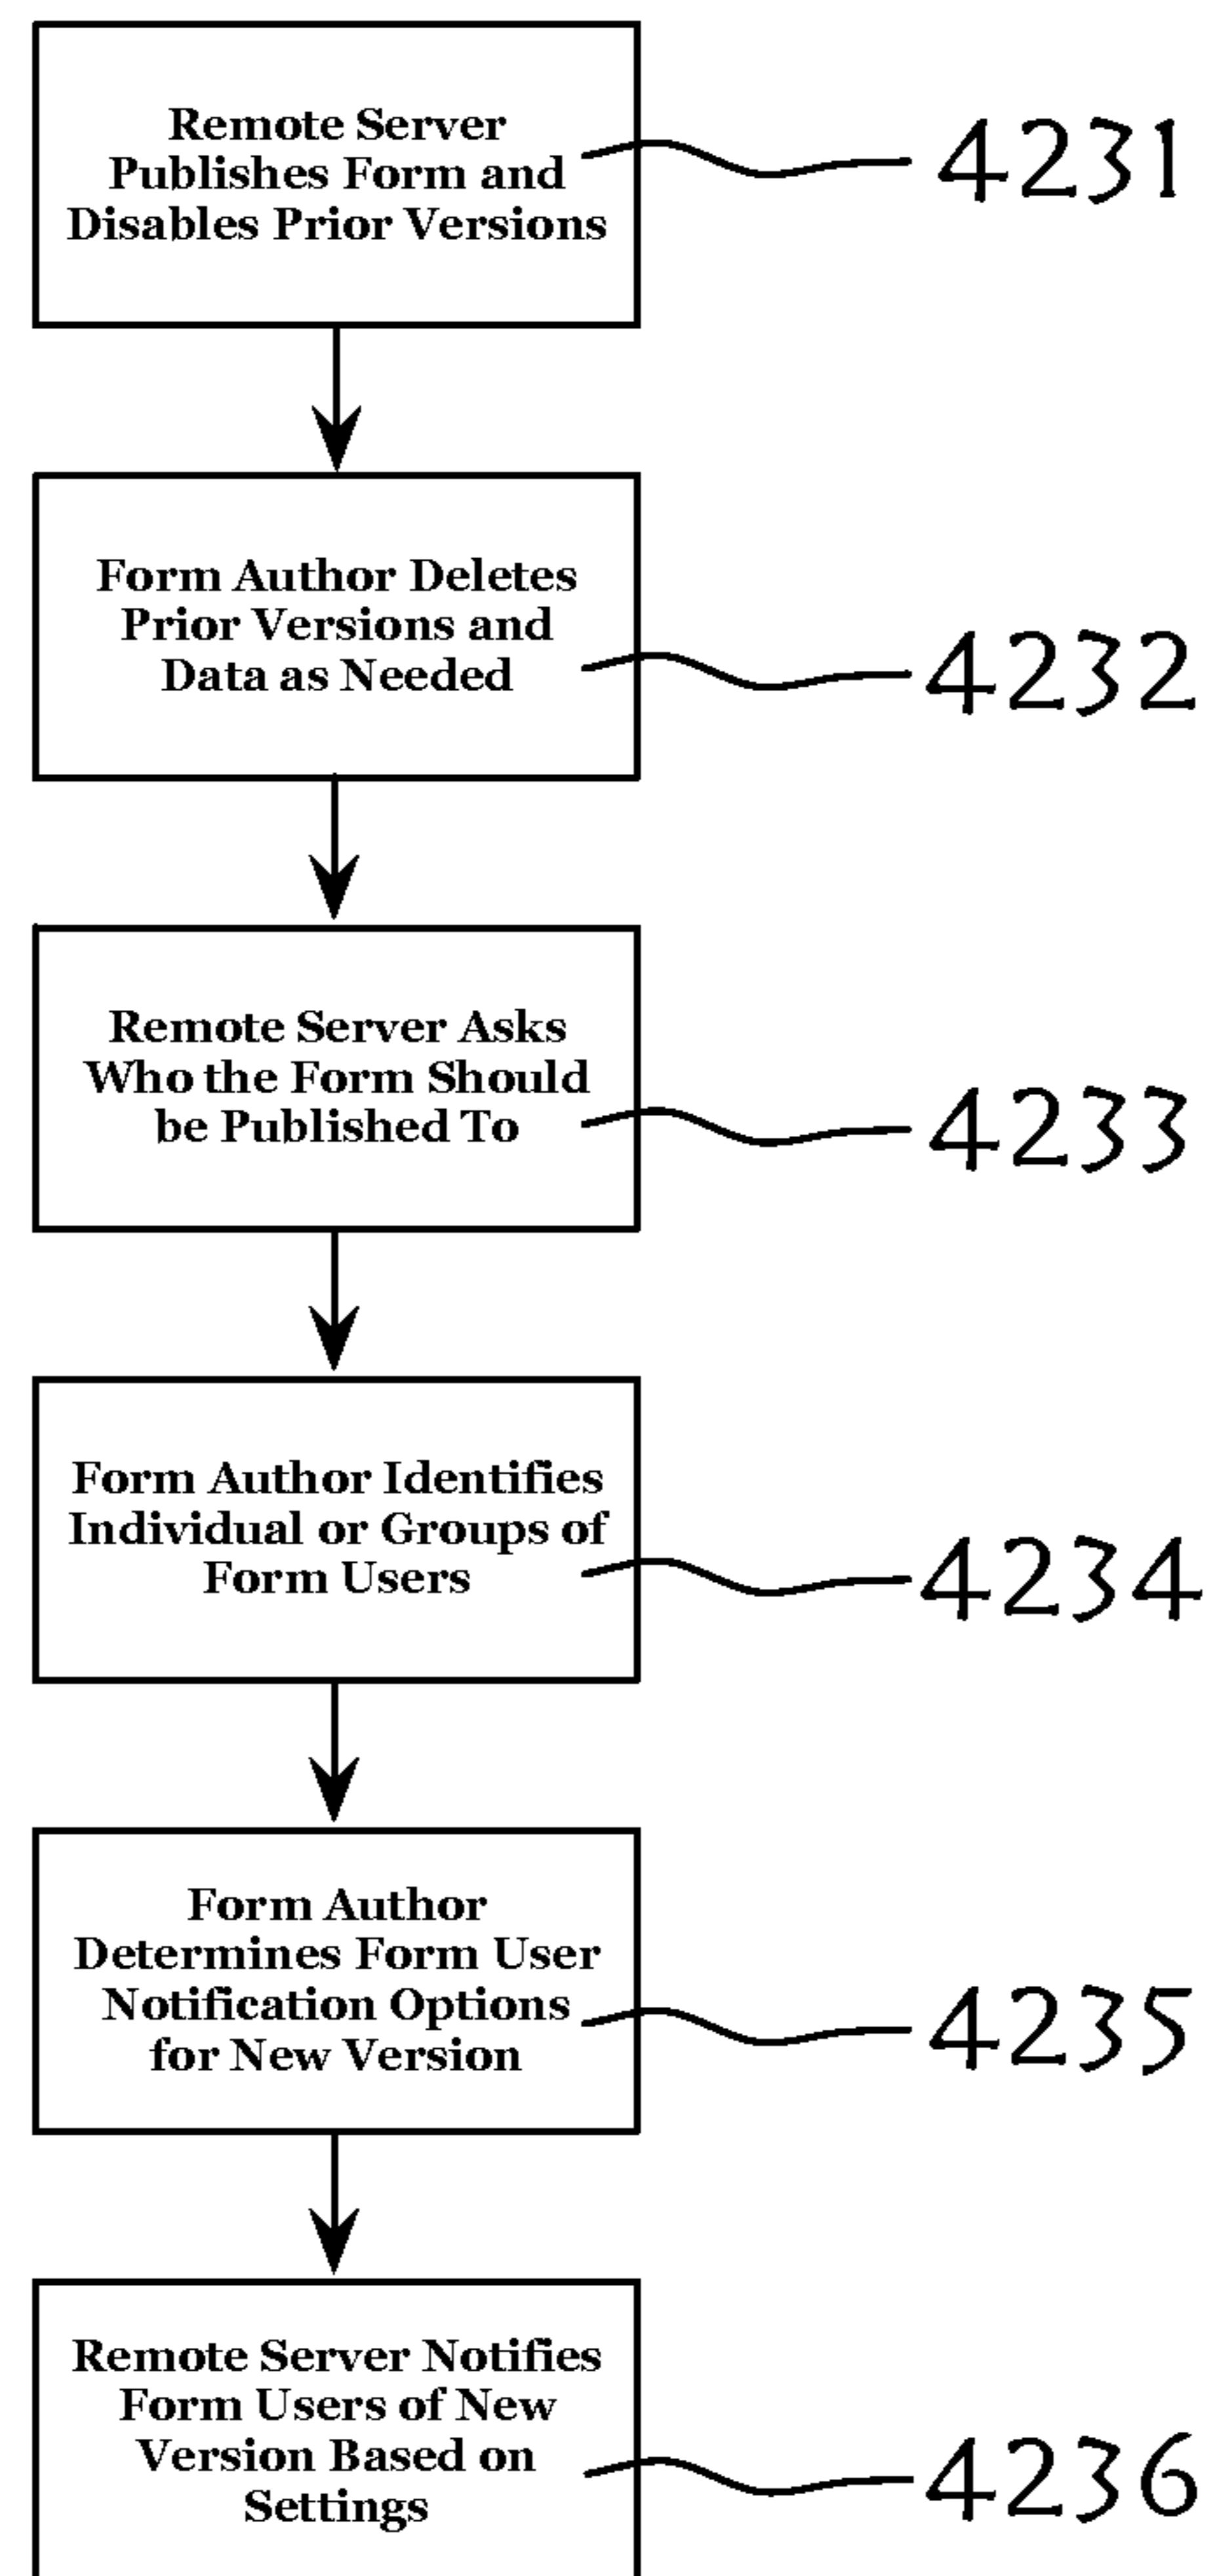 Remote Server
Publishes Form and
Disables Prior Versions
4231
Form Author Deletes
Prior Versions and
Data as Needed
4232
Remote Server Asks
Who the Form Should
be Published To
4233
Form Author Identifies
Individual or Groups of
Form Users
4234
Form Author
Determines Form User
Notification Options
for New Version
4235
Remote Server Notifies
Form Users of New
Version Based on
Settings
4236